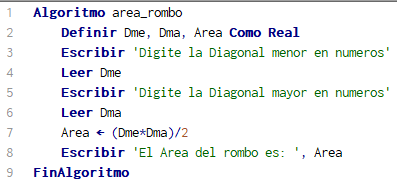 1 Algoritmo area_rombo
2 Definir Dme, Dma, Area Como Real
3 Escribir 'Digite la Diagonal menor en numeros'
4 Leer Dme
5 Escribir 'Digite la Diagonal mayor en numeros'
6 Leer Dma
7 Area ← (Dme*Dma)/2
8 Escribir 'El Area del rombo es: ', Area
9 FinAlgoritmo